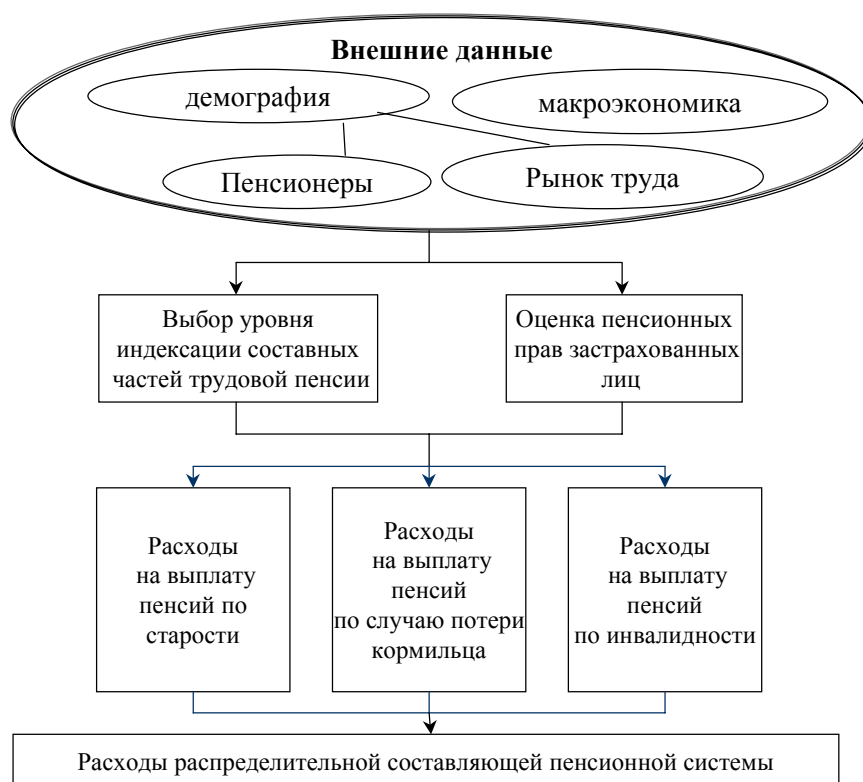 Внешние данные
демография
макроэкономика
Пенсионеры
Рынок труда
Выбор уровня
индексации составных
частей трудовой пенсии
Оценка пенсионных
прав застрахованных
лиц
Расходы
на выплату
пенсий по
старости
Расходы
на выплату
пенсий
по случаю потери
кормильца
Расходы
на выплату
пенсий
по инвалидности
Расходы распределительной составляющей пенсионной системы